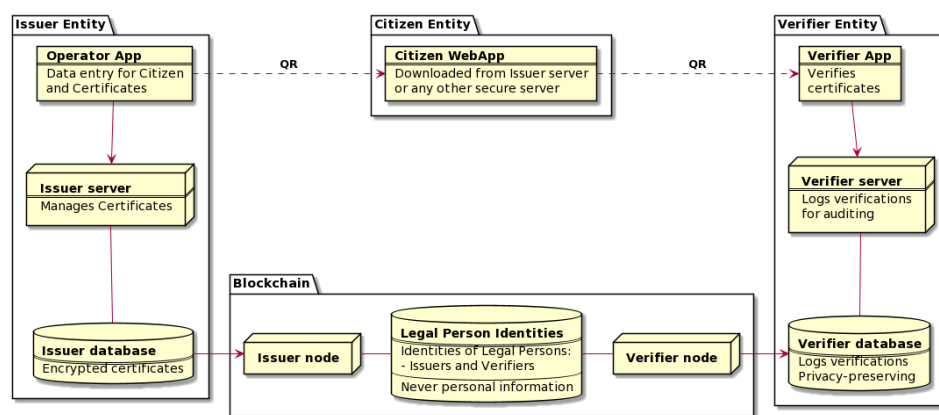 Issuer Entity
Operator App
Data entry for Citizen
and Certificates
Issuer server
Manages Certificates
Issuer database
Encrypted certificates
QR
Citizen Entity
Citizen WebApp
Downloaded from Issuer server
or any other secure server
QR
Verifier Entity
Verifier App
Verifies
certificates
Verifier server
Logs verifications
for auditing
Verifier database
Logs verifications
Privacy-preserving
Blockchain
Issuer node
Legal Person Identities
Identities of Legal Persons:
- Issuers and Verifiers
Never personal information
Verifier node